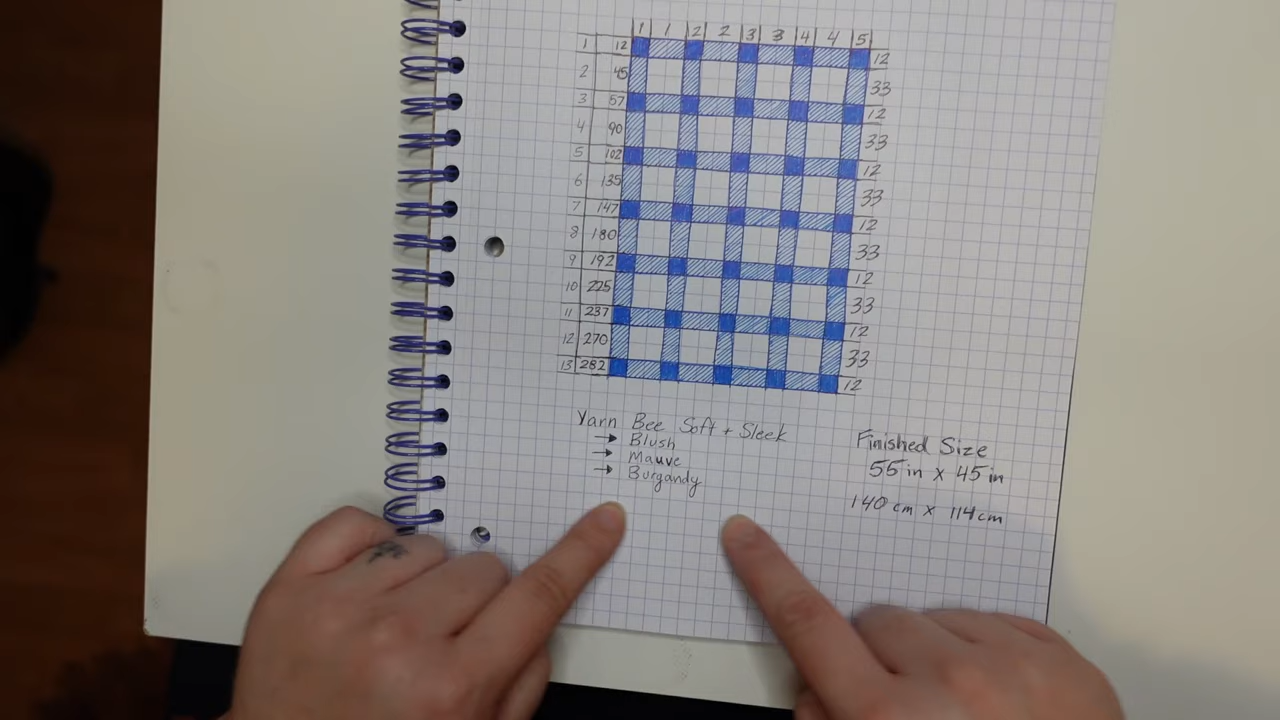 1 1 2 2 3 3 4 4 5
1 12 12
2 45 33
3 57 12
4 90 33
5 102 12
6 135 33
7 147 12
8 180 33
9 192 12
10 225 33
11 237 12
12 270 33
13 282 12
Yarn Bee Soft + Sleek
→ Blush
→ Mauve
→ Burgandy
Finished Size
55 in x 45 in
140 cm x 114 cm